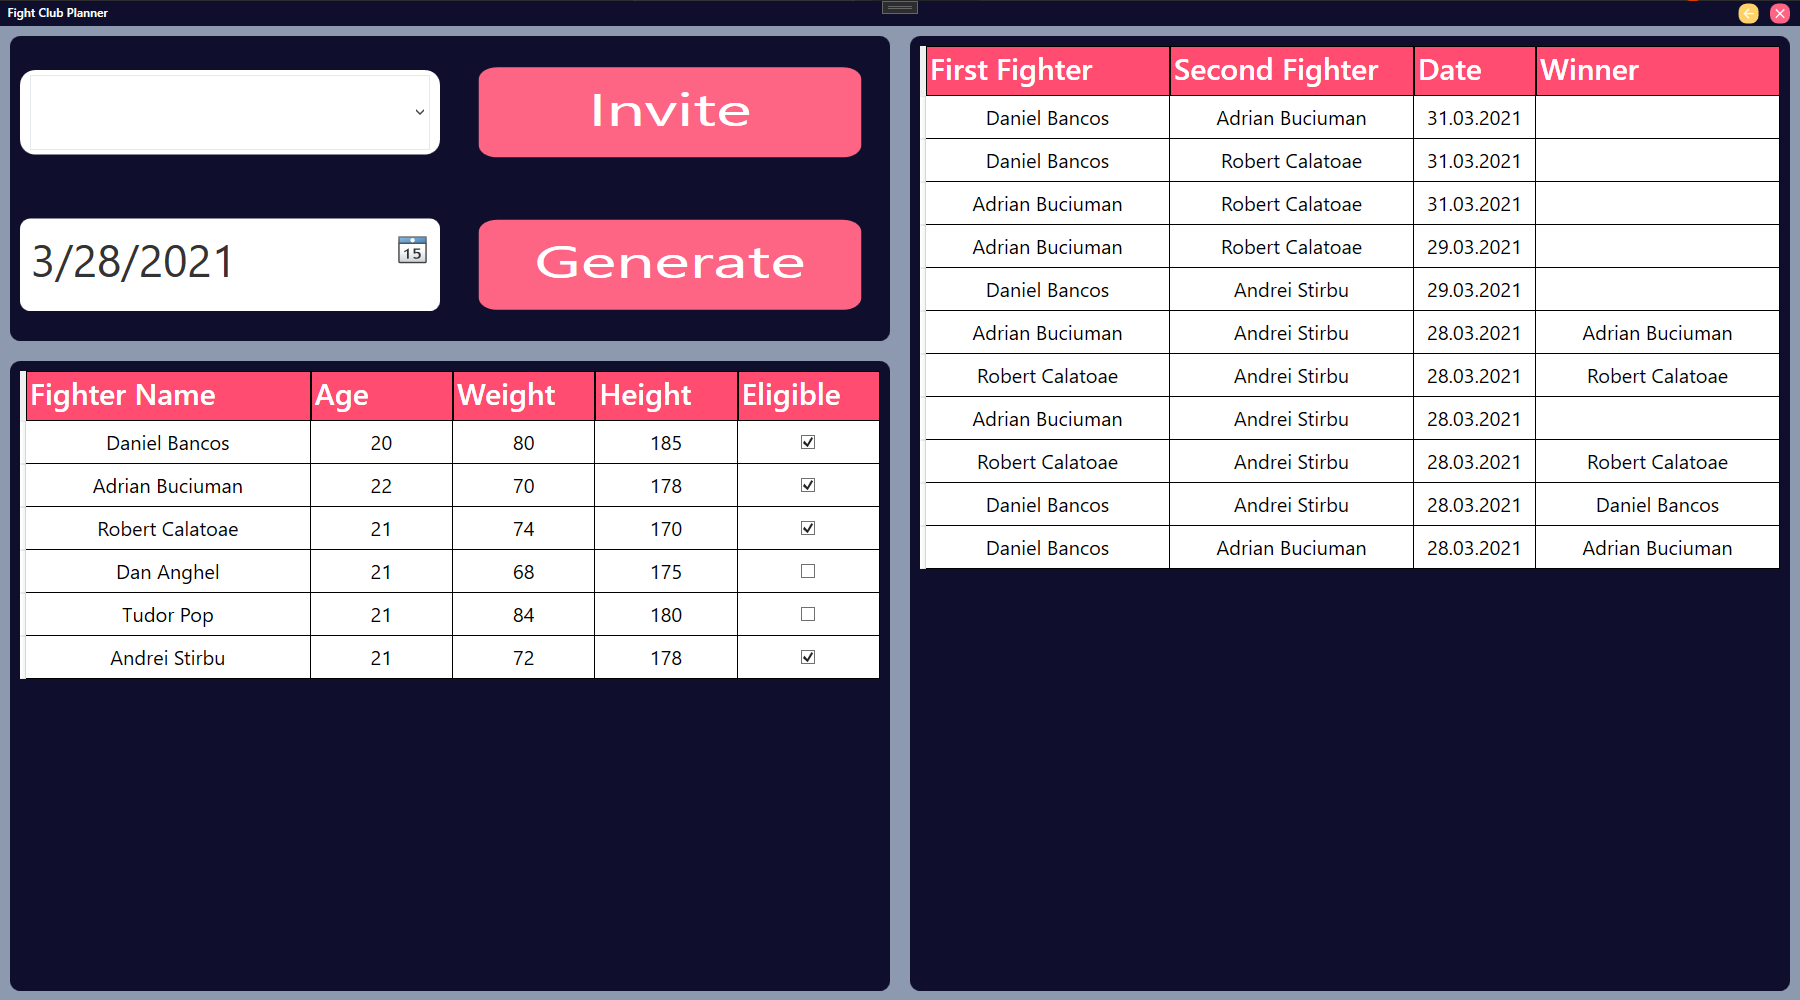 Fight Club Planner
Invite
3/28/2021
15
Generate
Fighter Name Age Weight Height Eligible
Daniel Bancos 20 80 185
Adrian Buciuman 22 70 178
Robert Calatoae 21 74 170
Dan Anghel 21 68 175
Tudor Pop 21 84 180
Andrei Stirbu 21 72 178
First Fighter Second Fighter Date Winner
Daniel Bancos Adrian Buciuman 31.03.2021
Daniel Bancos Robert Calatoae 31.03.2021
Adrian Buciuman Robert Calatoae 31.03.2021
Adrian Buciuman Robert Calatoae 29.03.2021
Daniel Bancos Andrei Stirbu 29.03.2021
Adrian Buciuman Andrei Stirbu 28.03.2021 Adrian Buciuman
Robert Calatoae Andrei Stirbu 28.03.2021 Robert Calatoae
Adrian Buciuman Andrei Stirbu 28.03.2021
Robert Calatoae Andrei Stirbu 28.03.2021 Robert Calatoae
Daniel Bancos Andrei Stirbu 28.03.2021 Daniel Bancos
Daniel Bancos Adrian Buciuman 28.03.2021 Adrian Buciuman